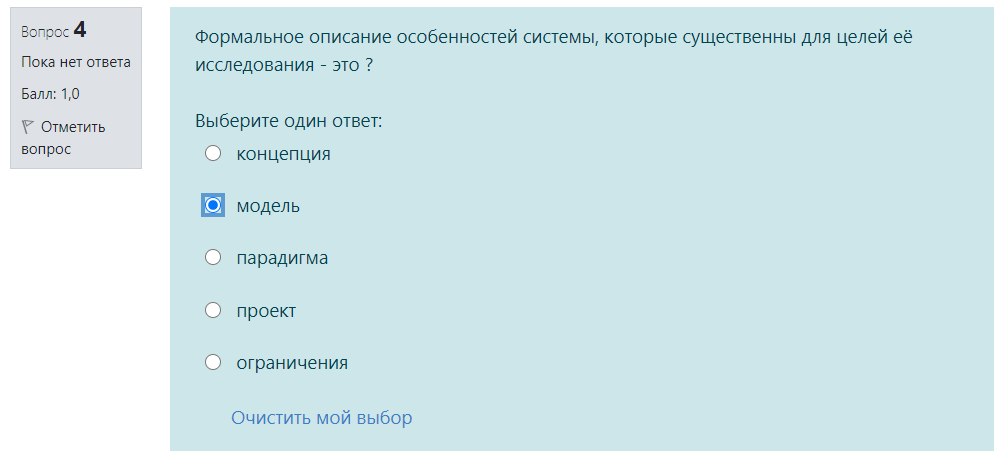 Вопрос 4
Пока нет ответа
Балл: 1,0
Отметить
вопрос
Формальное описание особенностей системы, которые существенны для целей её
исследования - это ?
Выберите один ответ:
концепция
модель
парадигма
проект
ограничения
Очистить мой выбор